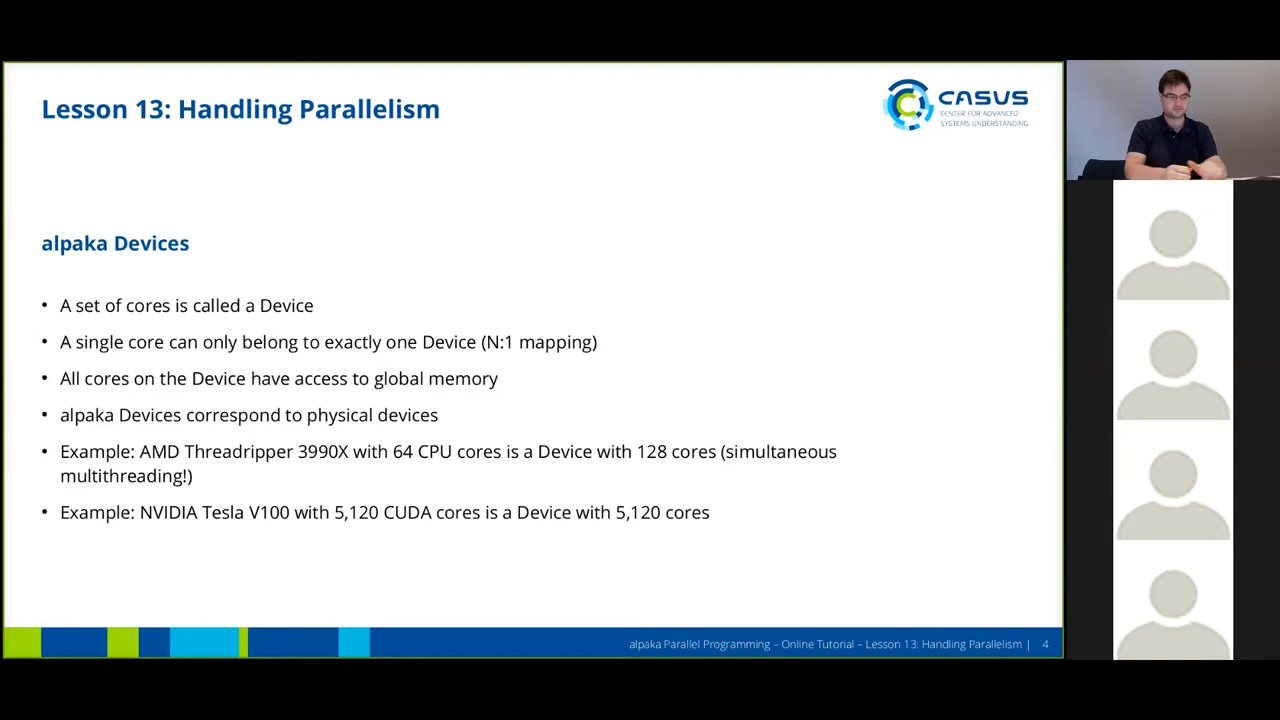 Lesson 13: Handling Parallelism
CASUS
CENTER FOR ADVANCED
SYSTEMS UNDERSTANDING
alpaka Devices
• A set of cores is called a Device
• A single core can only belong to exactly one Device (N:1 mapping)
• All cores on the Device have access to global memory
• alpaka Devices correspond to physical devices
• Example: AMD Threadripper 3990X with 64 CPU cores is a Device with 128 cores (simultaneous
multithreading!)
• Example: NVIDIA Tesla V100 with 5,120 CUDA cores is a Device with 5,120 cores
alpaka Parallel Programming – Online Tutorial – Lesson 13: Handling Parallelism | 4